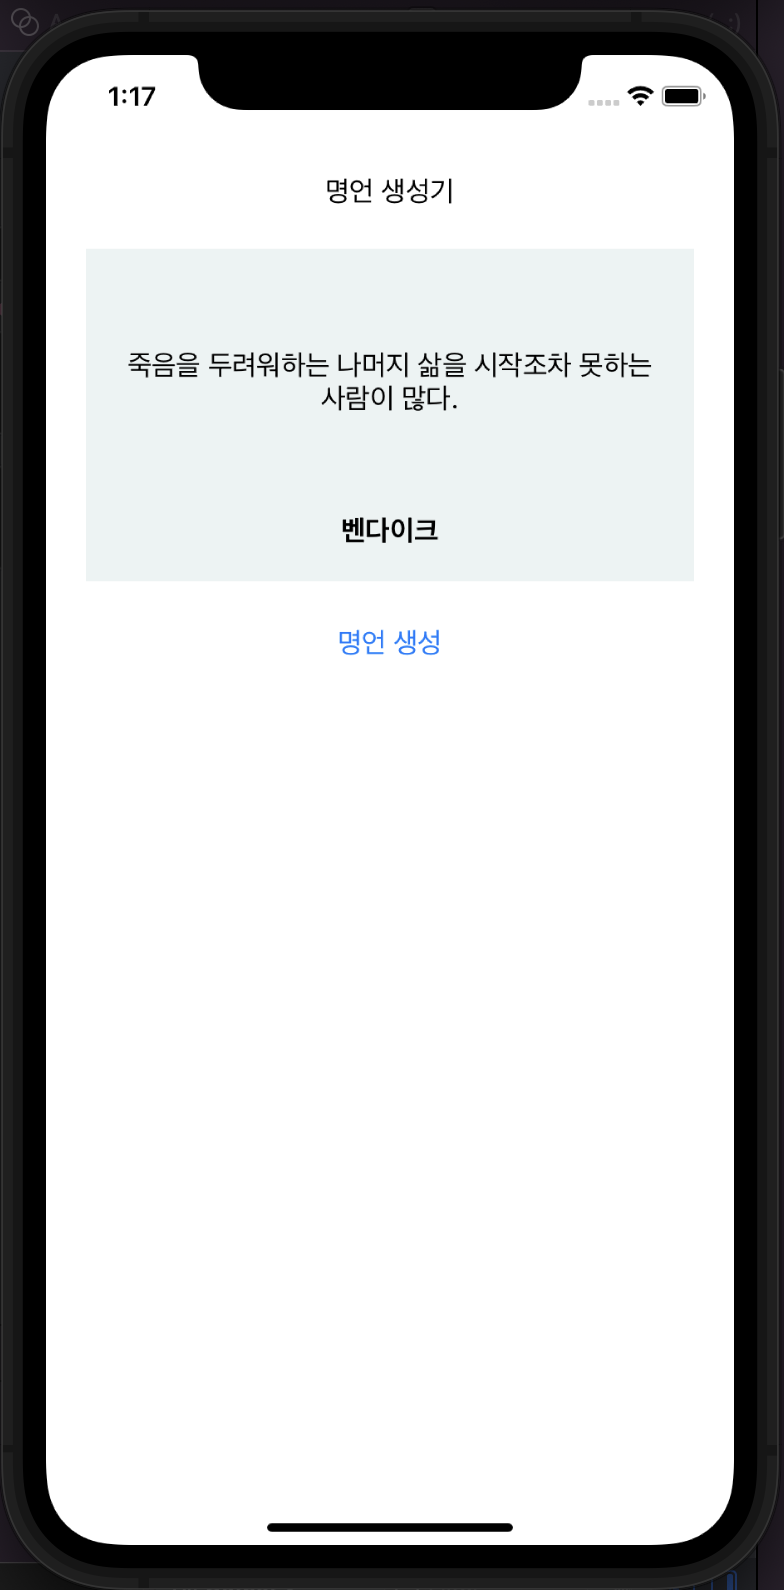 1:17
명언 생성기
죽음을 두려워하는 나머지 삶을 시작조차 못하는
사람이 많다.
벤다이크
명언 생성